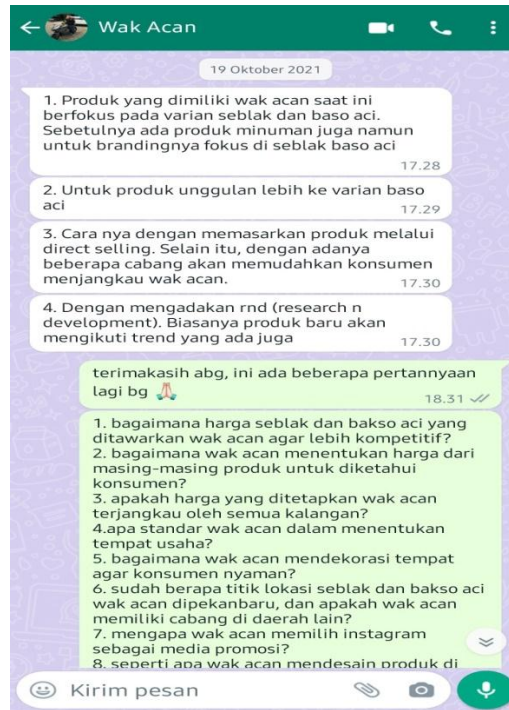 Wak Acan
19 Oktober 2021
1. Produk yang dimiliki wak acan saat ini
berfokus pada varian seblak dan baso aci.
Sebetulnya ada produk minuman juga namun
untuk brandingnya fokus di seblak baso aci
17.28
2. Untuk produk unggulan lebih ke varian baso
aci
17.29
3. Cara nya dengan memasarkan produk melalui
direct selling. Selain itu, dengan adanya
beberapa cabang akan memudahkan konsumen
menjangkau wak acan.
17.30
4. Dengan mengadakan rnd (research n
development). Biasanya produk baru akan
mengikuti trend yang ada juga
17.30
terimakasih abg, ini ada beberapa pertannyaan
lagi bg 🙏
18.31
1. bagaimana harga seblak dan bakso aci yang
ditawarkan wak acan agar lebih kompetitif?
2. bagaimana wak acan menentukan harga dari
masing-masing produk untuk diketahui
konsumen?
3. apakah harga yang ditetapkan wak acan
terjangkau oleh semua kalangan?
4.apa standar wak acan dalam menentukan
tempat usaha?
5. bagaimana wak acan mendekorasi tempat
agar konsumen nyaman?
6. sudah berapa titik lokasi seblak dan bakso aci
wak acan dipekanbaru, dan apakah wak acan
memiliki cabang di daerah lain?
7. mengapa wak acan memilih instagram
sebagai media promosi?
8. seperti apa wak acan mendesain produk di
Kirim pesan